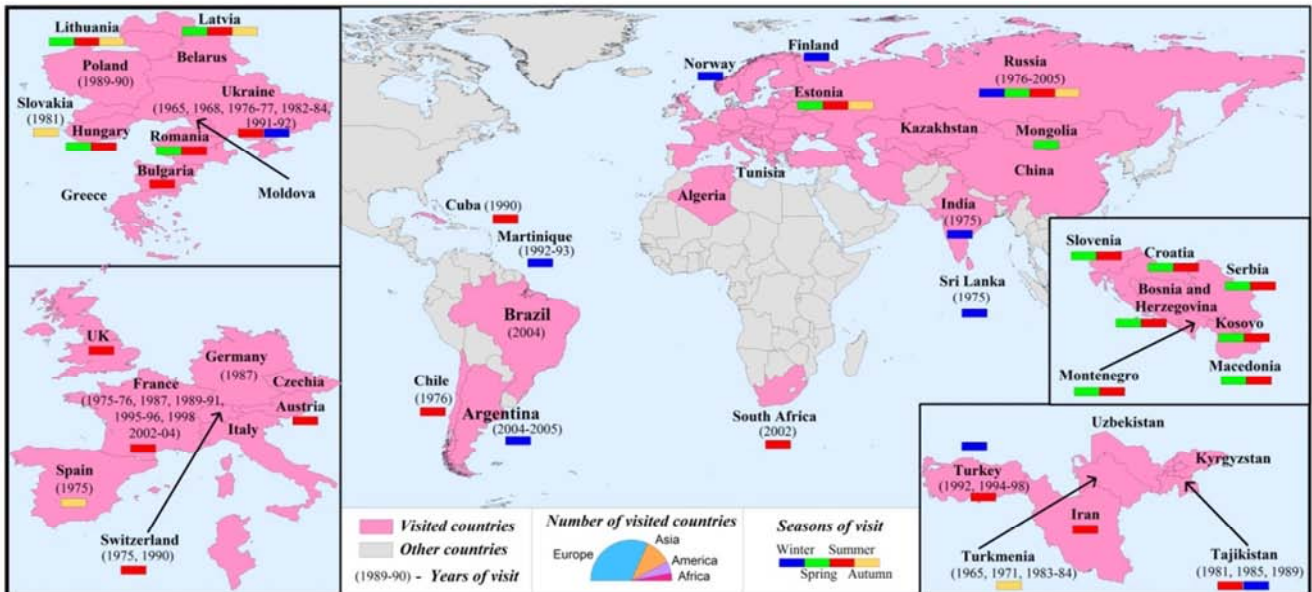 Lithuania
Latvia
Belarus
Poland
(1989-90)
Ukraine
(1965, 1968, 1976-77, 1982-84,
1991-92)
Slovakia
(1981)
Hungary
Romania
Bulgaria
Greece
Moldova
UK
Germany
(1987)
France
(1975-76, 1987, 1989-91,
1995-96, 1998
2002-04)
Czechia
Austria
Italy
Spain
(1975)
Switzerland
(1975, 1990)
Norway
Finland
Estonia
Russia
(1976-2005)
Kazakhstan
Mongolia
China
Tunisia
Algeria
India
(1975)
Sri Lanka
(1975)
Cuba (1990)
Martinique
(1992-93)
Brazil
(2004)
Chile
(1976)
Argentina
(2004-2005)
South Africa
(2002)
Slovenia
Croatia
Serbia
Bosnia and
Herzegovina
Kosovo
Montenegro
Macedonia
Uzbekistan
Kyrgyzstan
Turkey
(1992, 1994-98)
Iran
Turkmenia
(1965, 1971, 1983-84)
Tajikistan
(1981, 1985, 1989)
Visited countries
Other countries
(1989-90) - Years of visit
Number of visited countries
Europe
Asia
America
Africa
Seasons of visit
Winter Summer
Spring Autumn